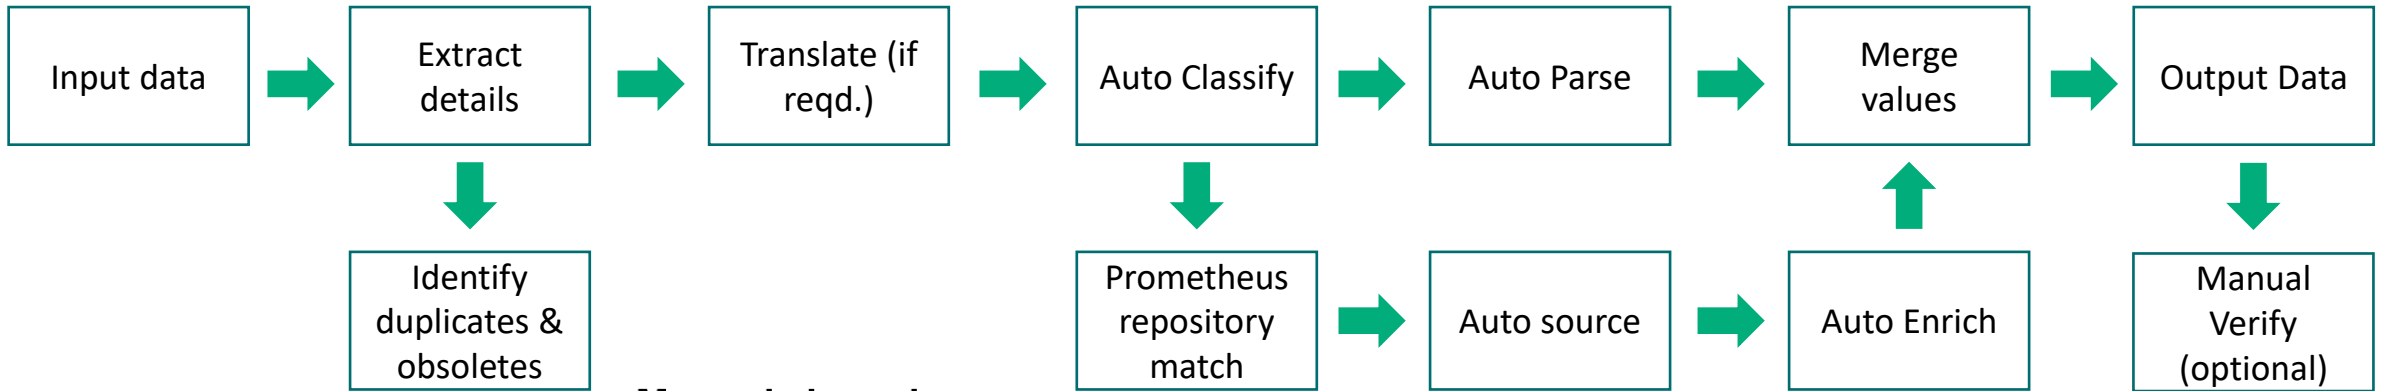 Input data
Extract
details
Translate (if
reqd.)
Auto Classify
Auto Parse
Merge
values
Output Data
Identify
duplicates &
obsoletes
Prometheus
repository
match
Auto source
Auto Enrich
Manual
Verify
(optional)